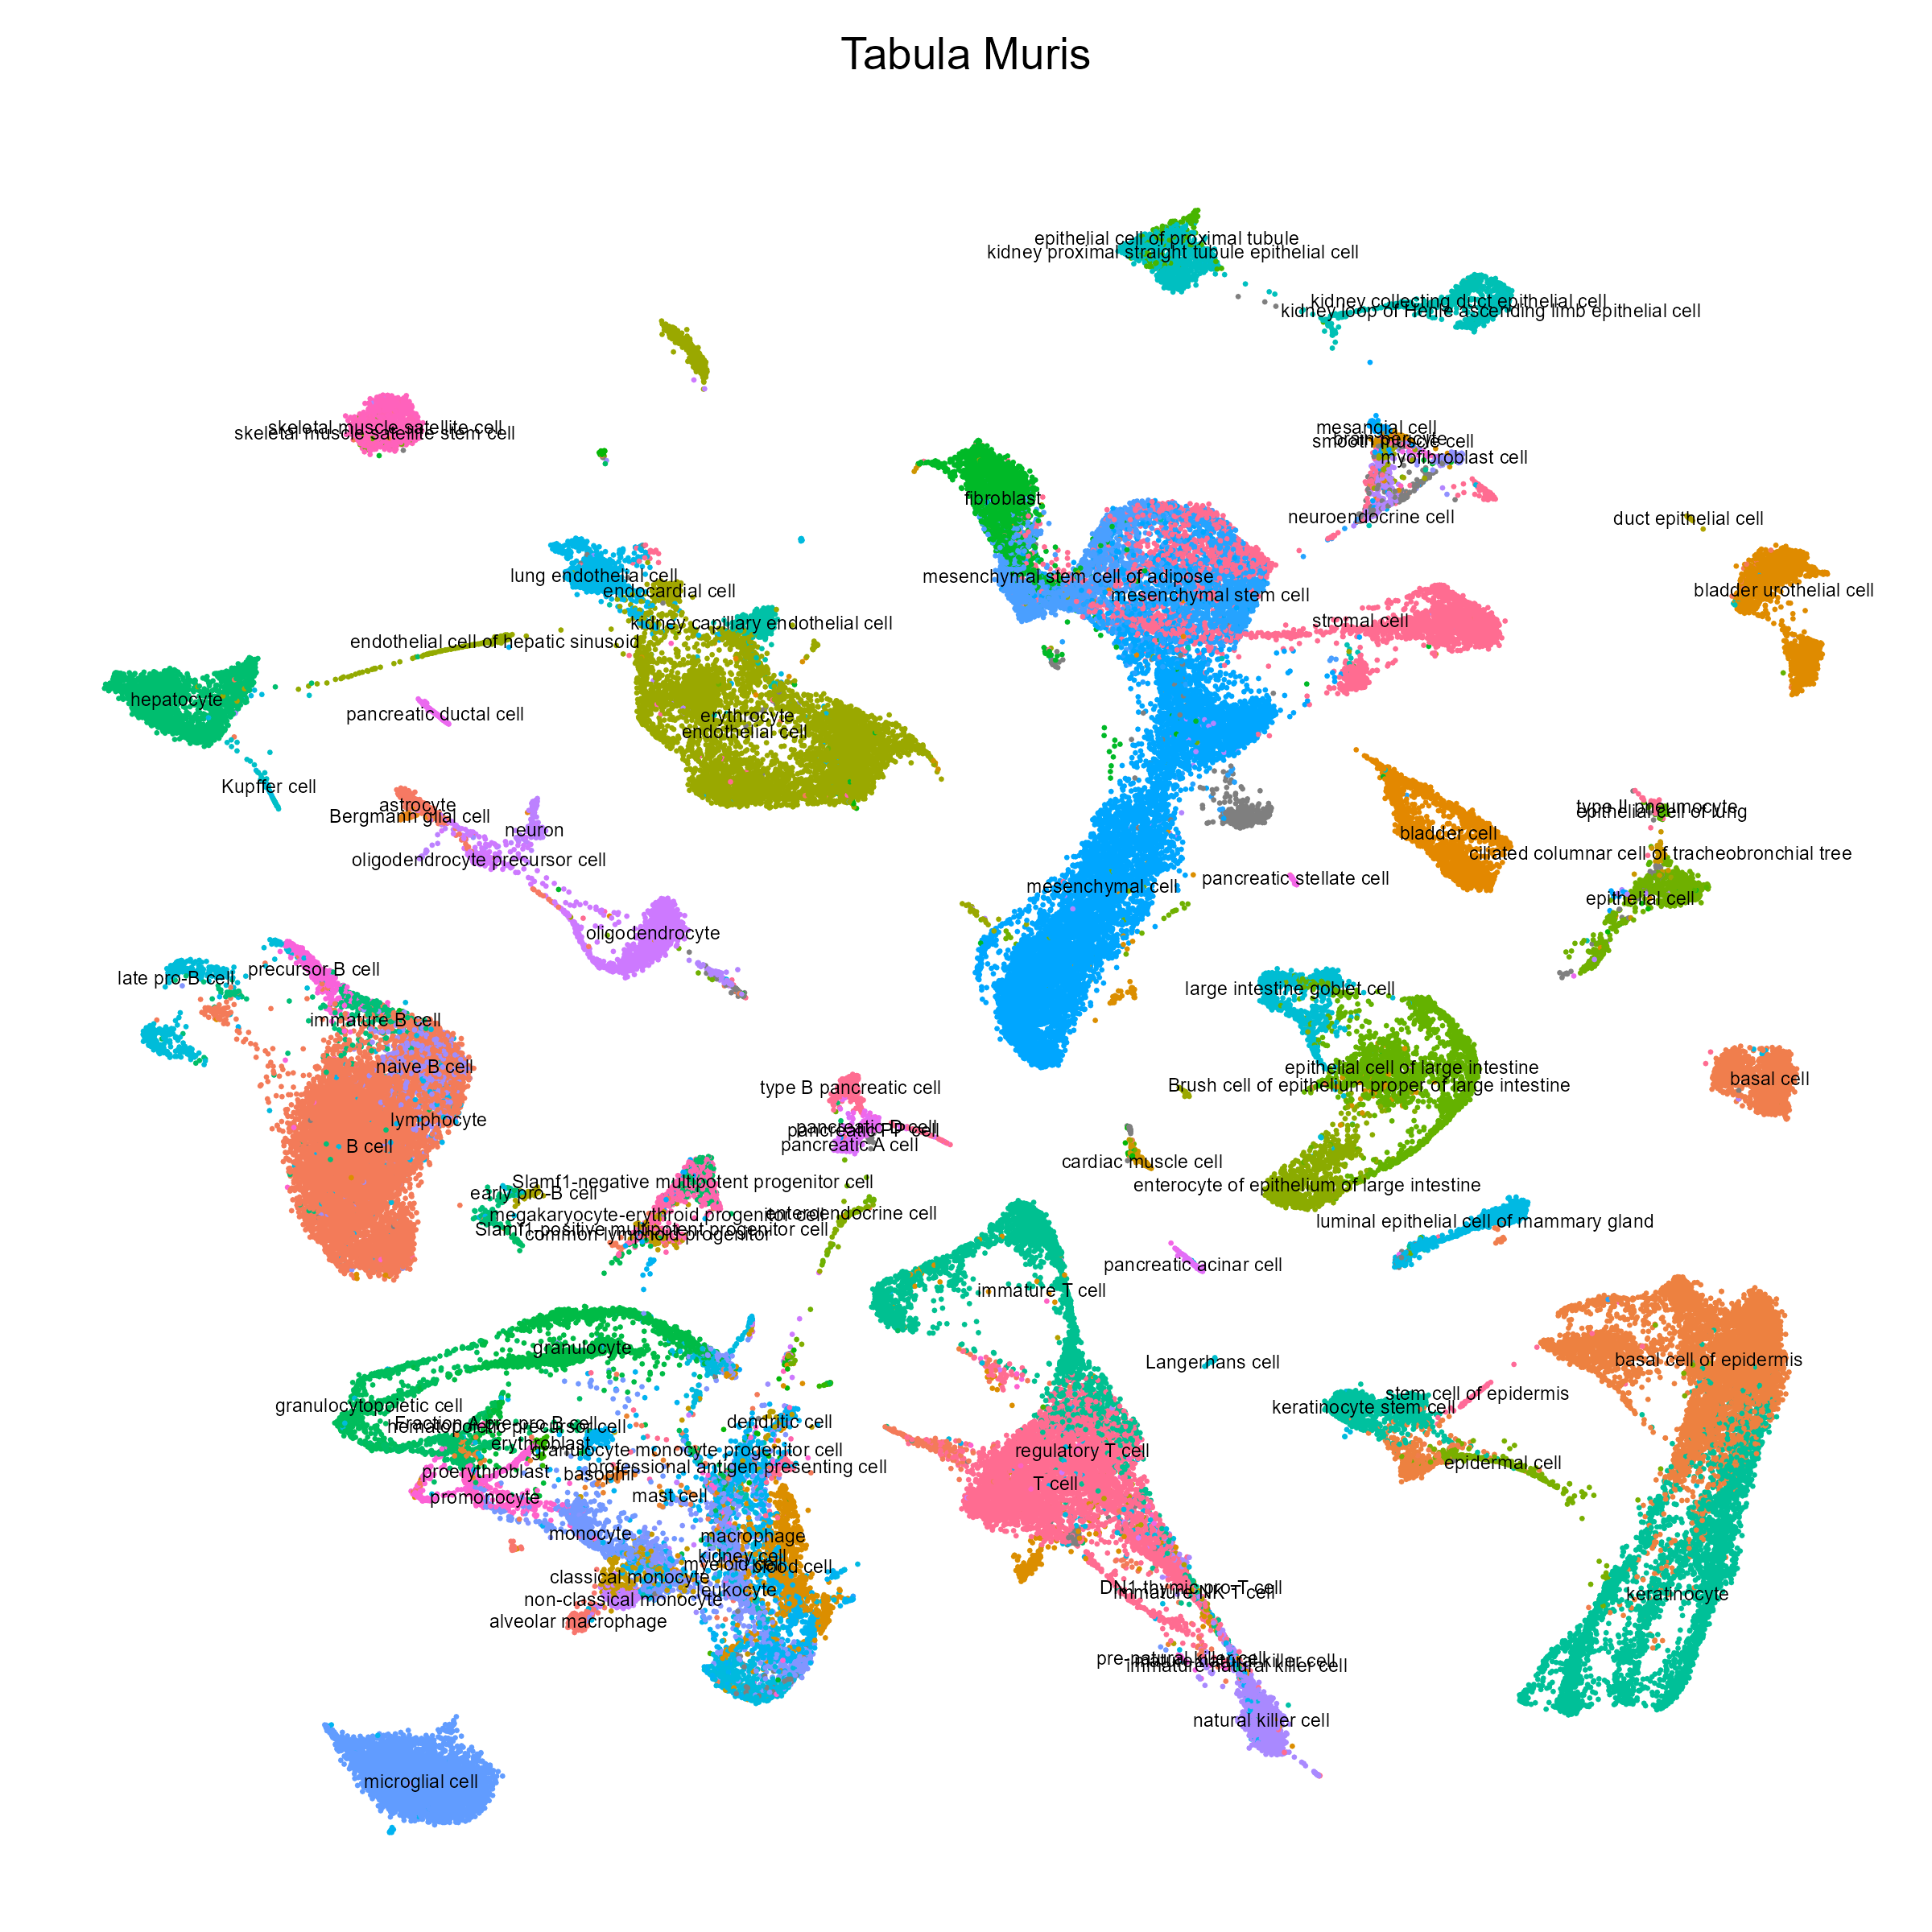 Tabula Muris
epithelial cell of proximal tubule
kidney proximal straight tubule epithelial cell
kidney collecting duct epithelial cell
kidney loop of Henle ascending limb epithelial cell
skeletal muscle satellite cell
skeletal muscle satellite stem cell
mesangial cell
brain pericyte
smooth muscle cell
myofibroblast cell
fibroblast
neuroendocrine cell
duct epithelial cell
lung endothelial cell
mesenchymal stem cell of adipose
endocardial cell
mesenchymal stem cell
bladder urothelial cell
kidney capillary endothelial cell
stromal cell
endothelial cell of hepatic sinusoid
hepatocyte
pancreatic ductal cell
erythrocyte
endothelial cell
Kupffer cell
astrocyte
Bergmann glial cell
neuron
type II pneumocyte
epithelial cell of lung
bladder cell
oligodendrocyte precursor cell
ciliated columnar cell of tracheobronchial tree
mesenchymal cell
pancreatic stellate cell
epithelial cell
oligodendrocyte
precursor B cell
late pro-B cell
large intestine goblet cell
immature B cell
naive B cell
epithelial cell of large intestine
basal cell
type B pancreatic cell
Brush cell of epithelium proper of large intestine
lymphocyte
pancreatic D cell
pancreatic PP cell
pancreatic A cell
B cell
cardiac muscle cell
Slamf1-negative multipotent progenitor cell
enterocyte of epithelium of large intestine
early pro-B cell
megakaryocyte-erythroid progenitor cell
enteroendocrine cell
luminal epithelial cell of mammary gland
Slamf1-positive multipotent progenitor cell
common lymphoid progenitor
pancreatic acinar cell
immature T cell
granulocyte
Langerhans cell
basal cell of epidermis
stem cell of epidermis
granulocytopoietic cell
keratinocyte stem cell
Fraction A pre-pro B cell
hematopoietic precursor cell
dendritic cell
erythroblast
granulocyte monocyte progenitor cell
regulatory T cell
epidermal cell
professional antigen presenting cell
proerythroblast
basophil
T cell
promonocyte
mast cell
monocyte
macrophage
kidney cell
myeloid cell
blood cell
classical monocyte
leukocyte
DN1 thymic pro-T cell
immature NK T cell
keratinocyte
non-classical monocyte
alveolar macrophage
pre-natural killer cell
mature natural killer cell
immature natural killer cell
natural killer cell
microglial cell